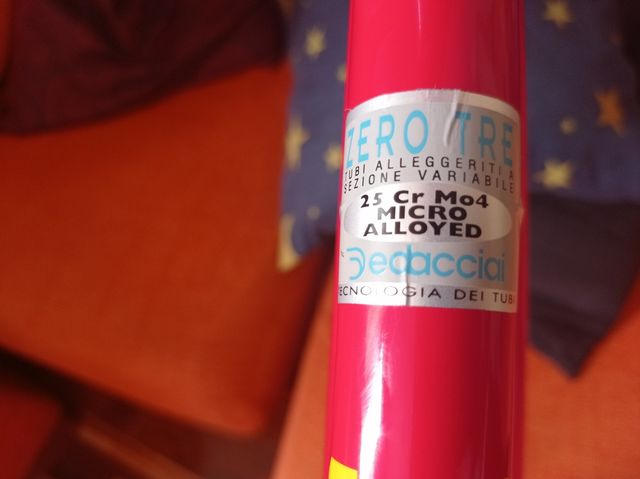 ZERO TRE
TUBI ALLEGGERITI A
SEZIONE VARIABILE
25 Cr Mo4
MICRO
ALLOYED
Dedacciai
TECNOLOGIA DEI TUBI